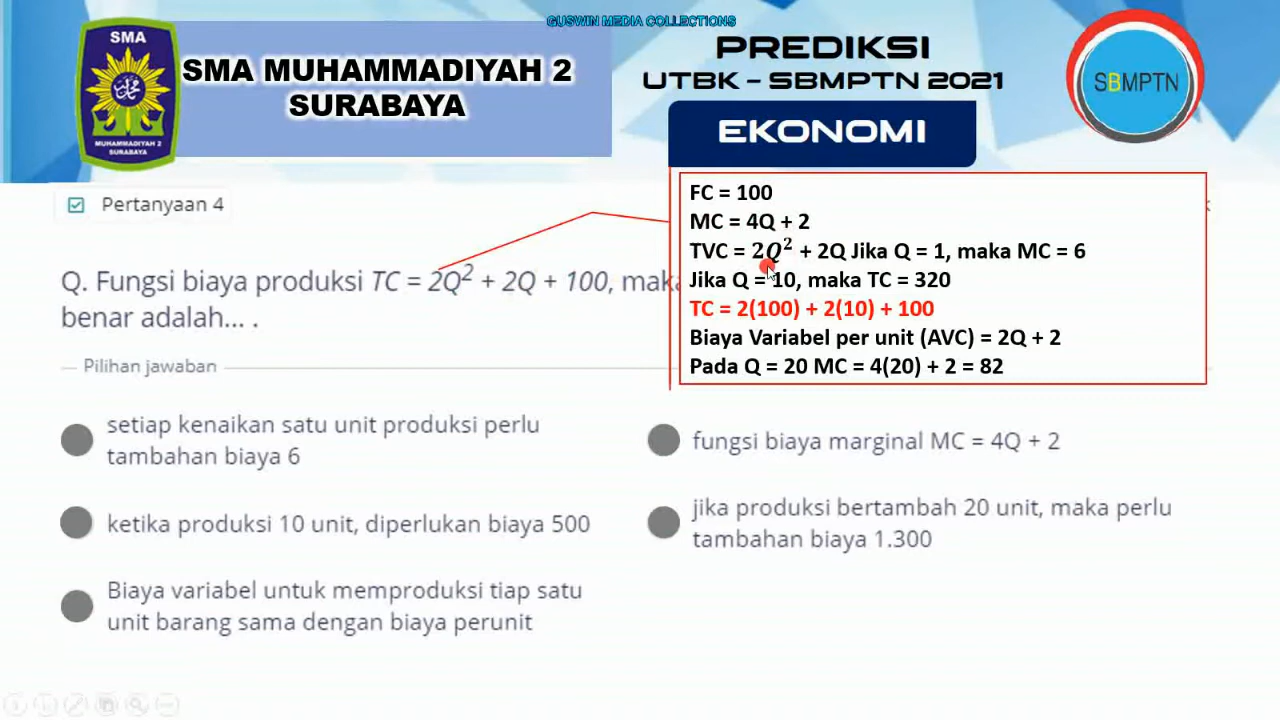 GUSWIN MEDIA COLLECTIONS
SMA
MUHAMMADIYAH 2
SURABAYA
SMA MUHAMMADIYAH 2
SURABAYA
PREDIKSI
UTBK - SBMPTN 2021
EKONOMI
SBMPTN
Pertanyaan 4
Q. Fungsi biaya produksi TC = 2Q² + 2Q + 100, maka
benar adalah... .
FC = 100
MC = 4Q + 2
TVC = 2Q² + 2Q Jika Q = 1, maka MC = 6
Jika Q = 10, maka TC = 320
TC = 2(100) + 2(10) + 100
Biaya Variabel per unit (AVC) = 2Q + 2
Pada Q = 20 MC = 4(20) + 2 = 82
Pilihan jawaban
setiap kenaikan satu unit produksi perlu
tambahan biaya 6
ketika produksi 10 unit, diperlukan biaya 500
Biaya variabel untuk memproduksi tiap satu
unit barang sama dengan biaya perunit
fungsi biaya marginal MC = 4Q + 2
jika produksi bertambah 20 unit, maka perlu
tambahan biaya 1.300